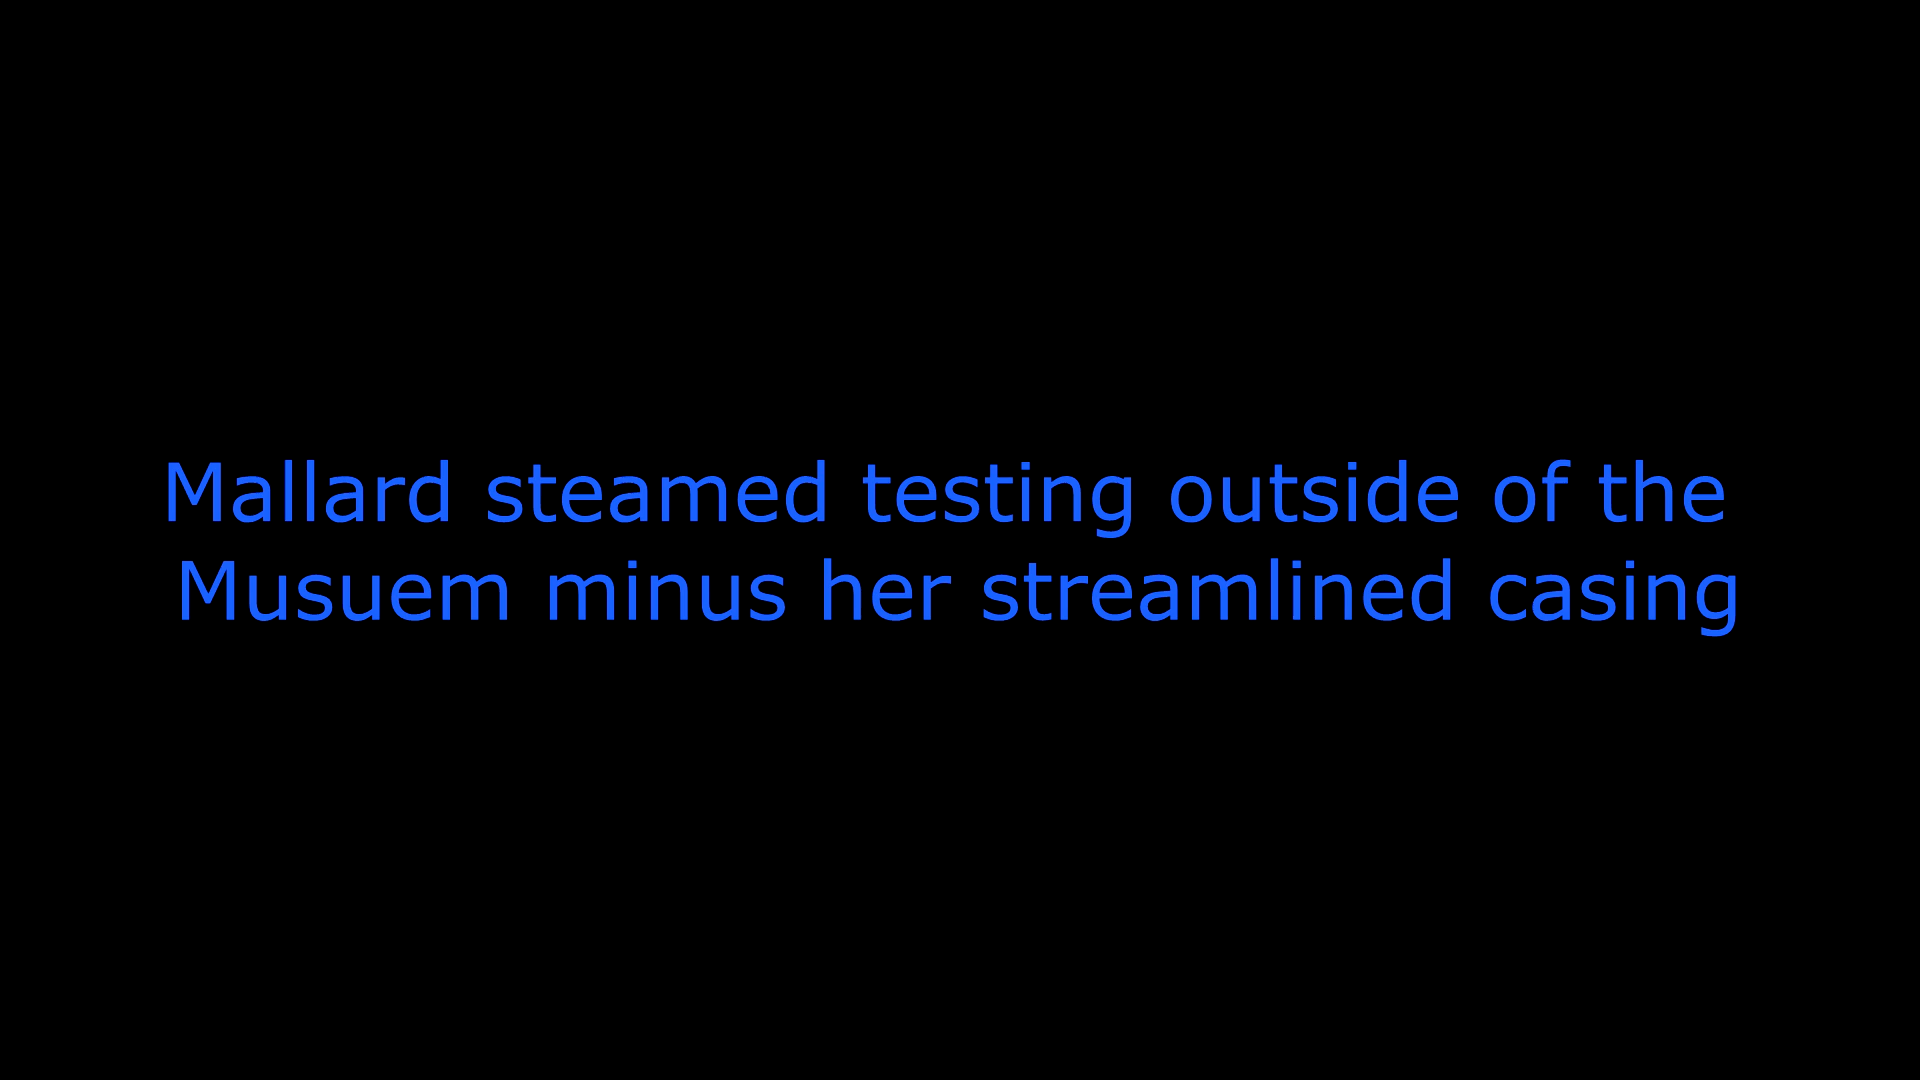 Mallard steamed testing outside of the
Musuem minus her streamlined casing